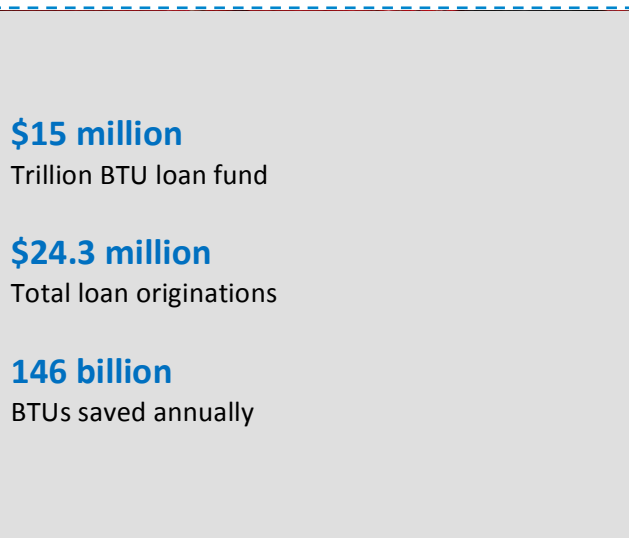 $15 million
Trillion BTU loan fund
$24.3 million
Total loan originations
146 billion
BTUs saved annually